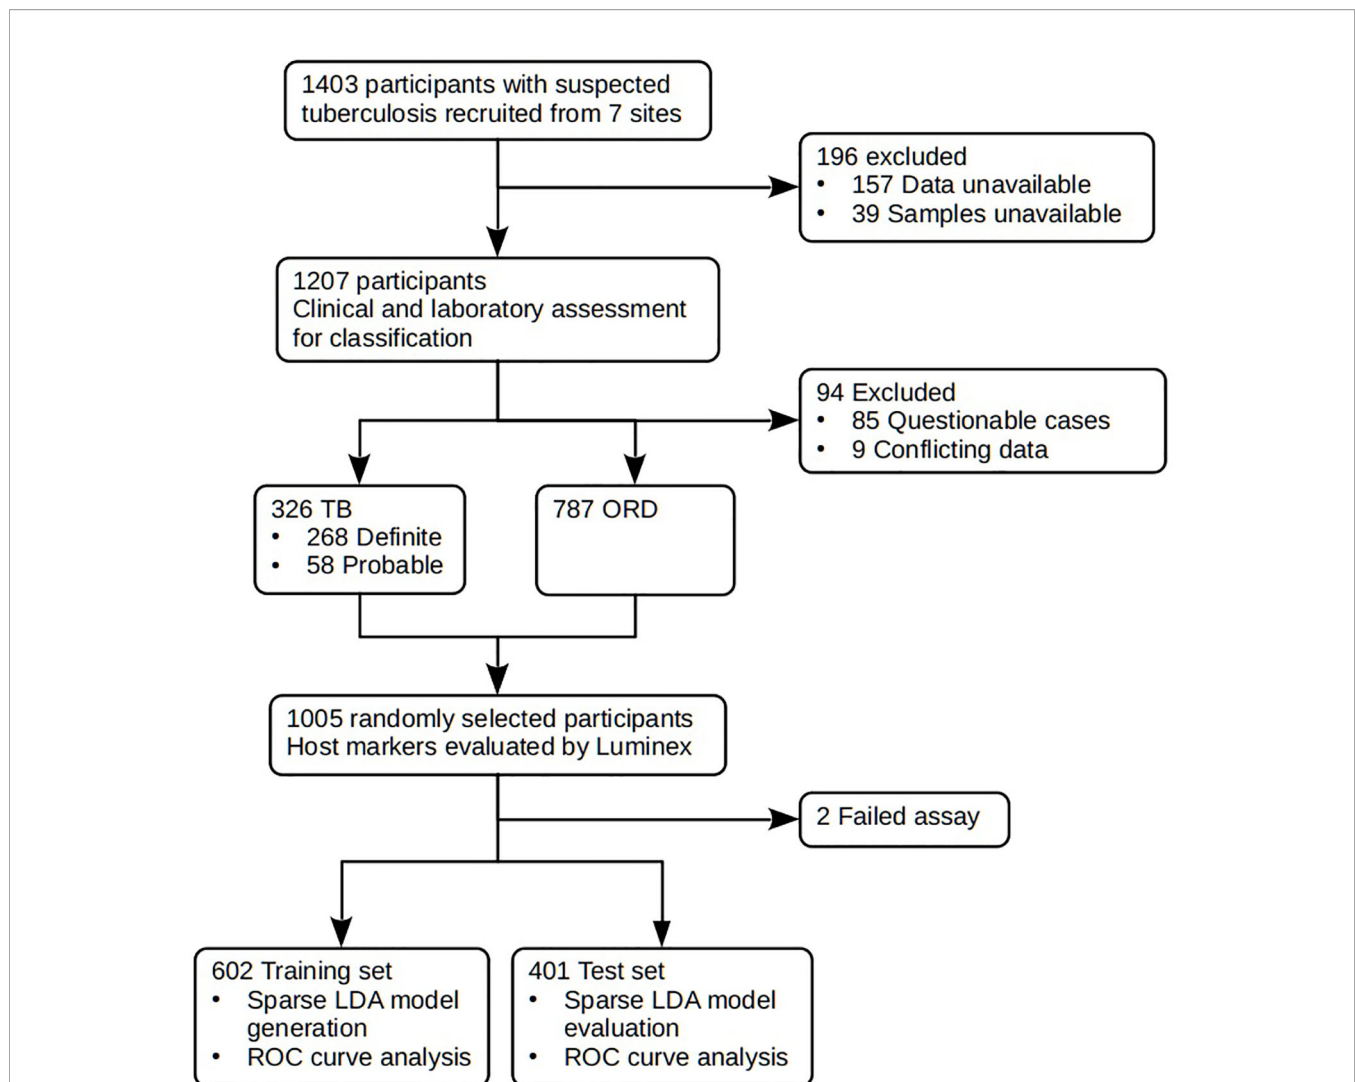 1403 participants with suspected
tuberculosis recruited from 7 sites
196 excluded
• 157 Data unavailable
• 39 Samples unavailable
1207 participants
Clinical and laboratory assessment
for classification
94 Excluded
• 85 Questionable cases
• 9 Conflicting data
326 TB
• 268 Definite
• 58 Probable
787 ORD
1005 randomly selected participants
Host markers evaluated by Luminex
2 Failed assay
602 Training set
• Sparse LDA model
generation
• ROC curve analysis
401 Test set
• Sparse LDA model
evaluation
• ROC curve analysis